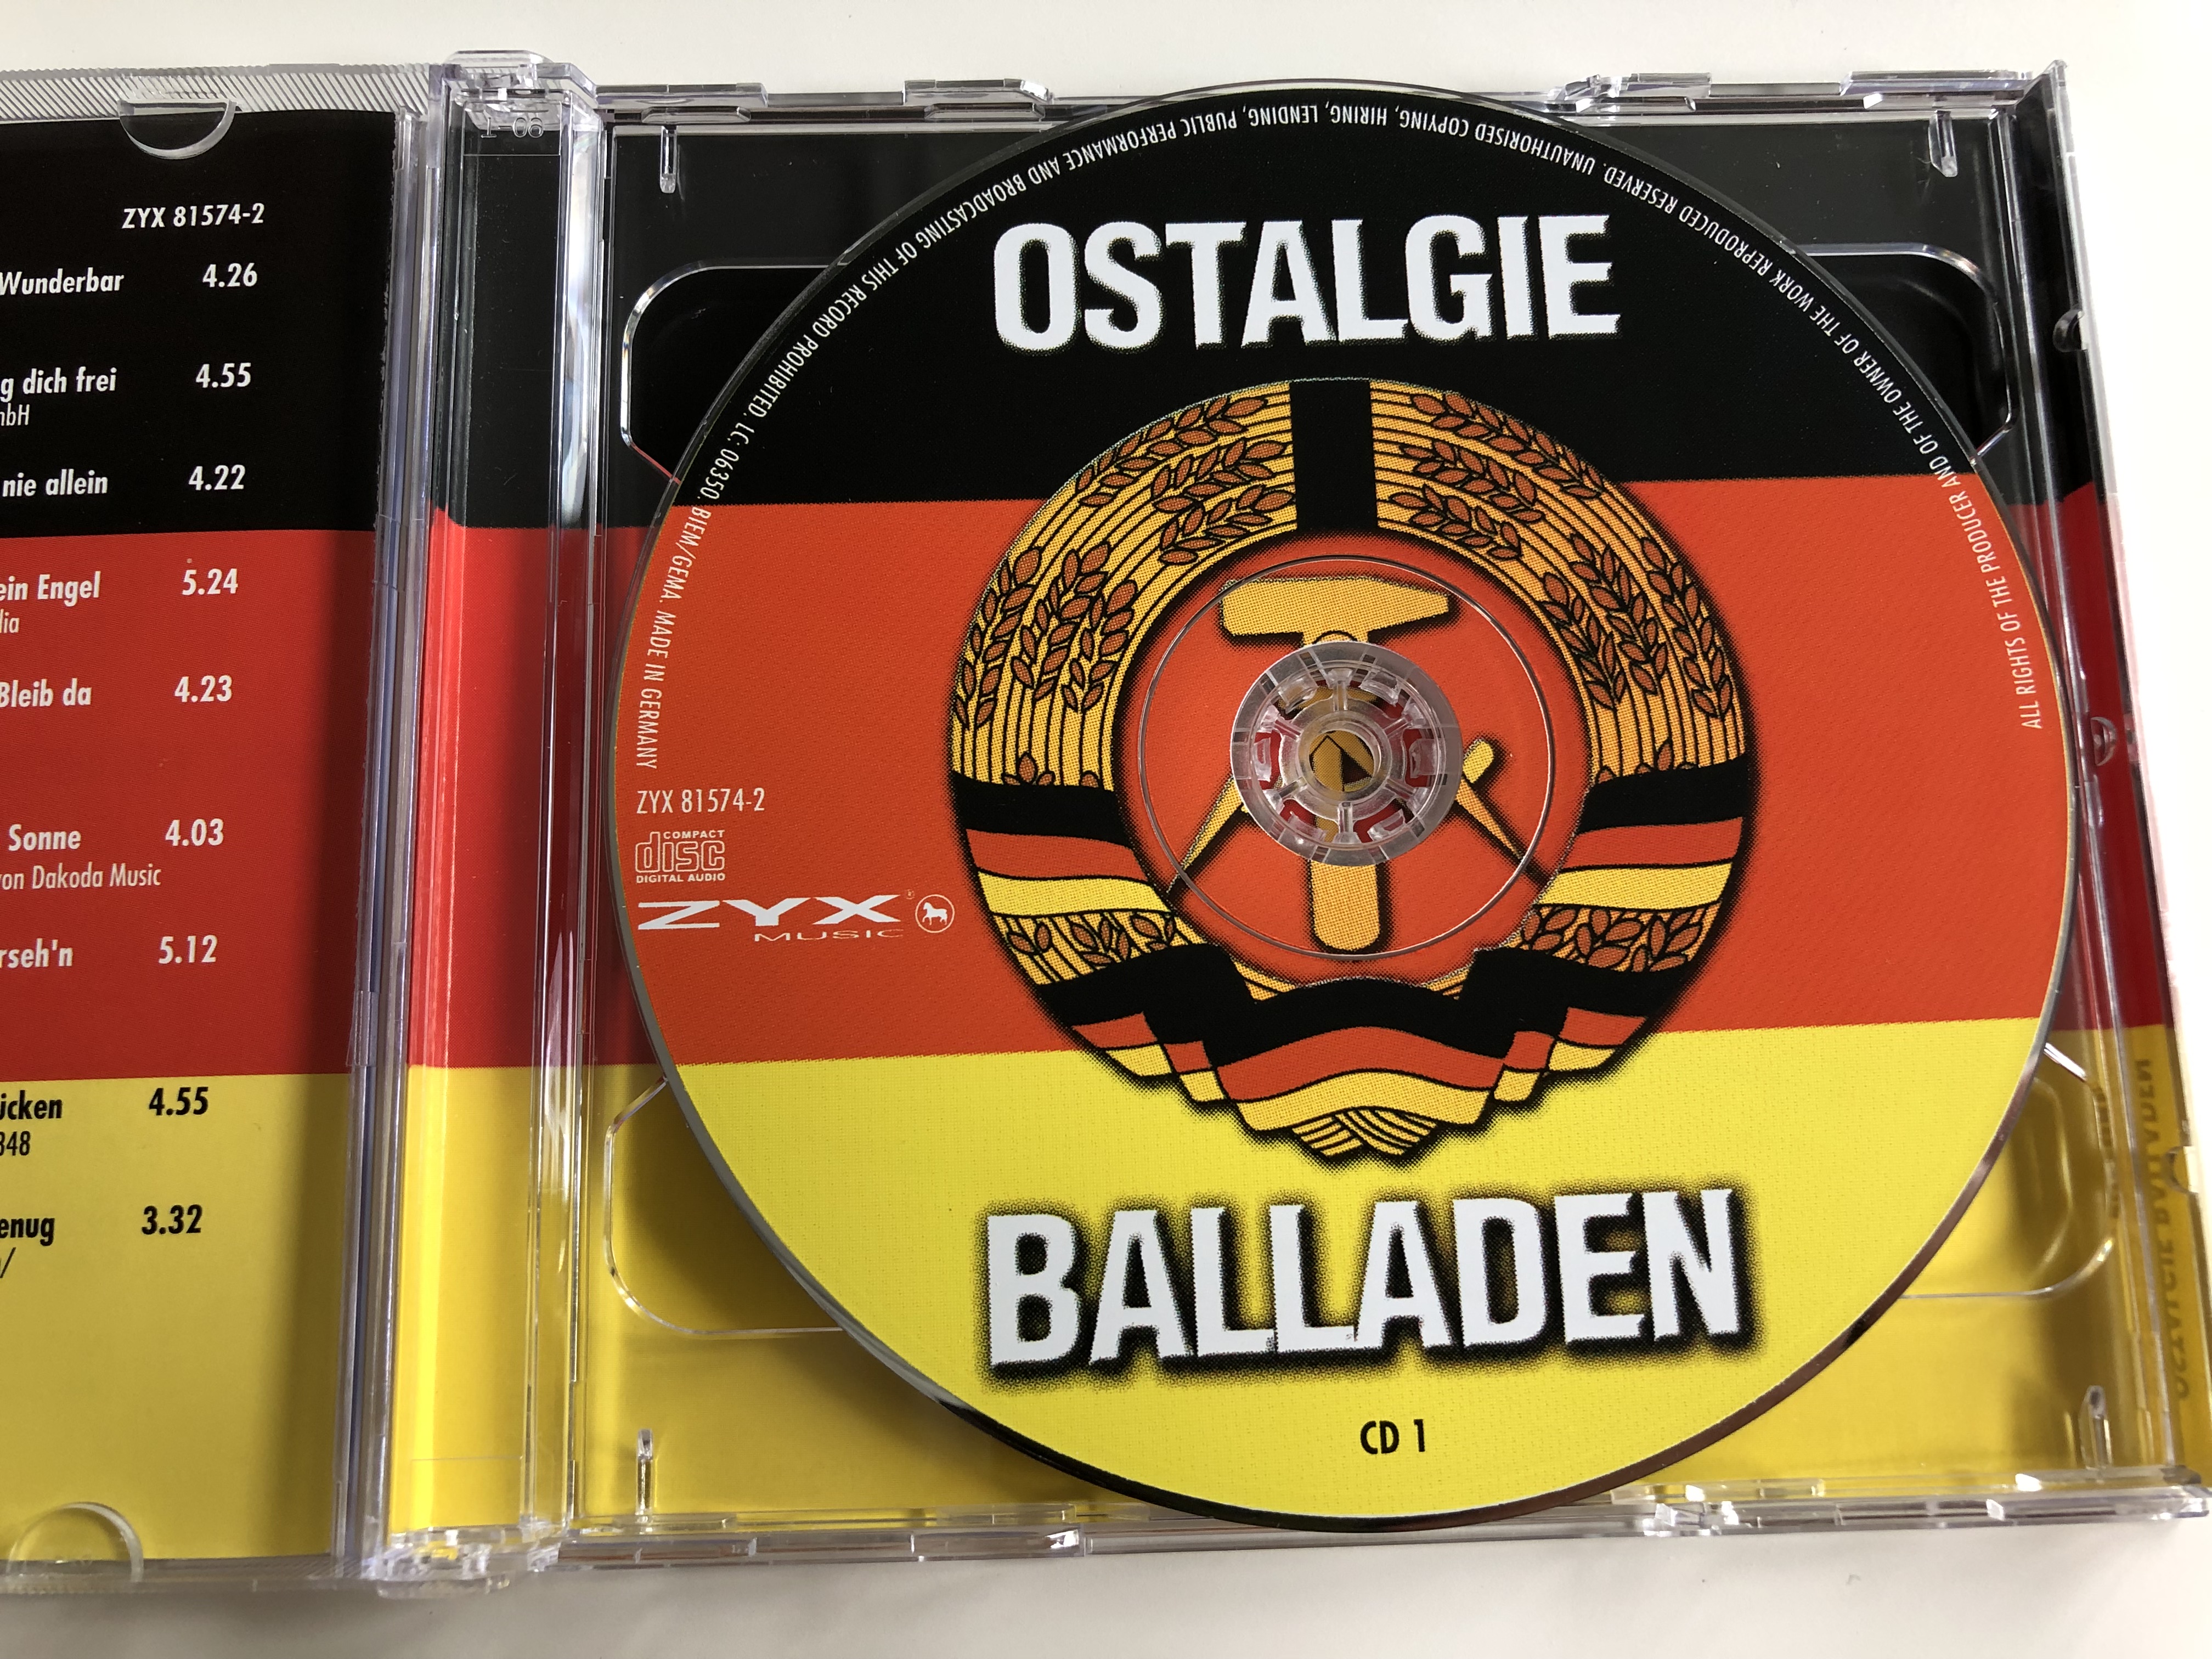 ZYX 81574-2
Wunderbar 4.26
g dich frei 4.55
nbH
nie allein 4.22
ein Engel 5.24
lia
Bleib da 4.23
Sonne 4.03
von Dakoda Music
rseh'n 5.12
ücken 4.55
348
enug 3.32
OSTALGIE
ALL RIGHTS OF THE PRODUCER AND OF THE OWNER OF THE WORK REPRODUCED RESERVED. UNAUTHORISED COPYING, HIRING, LENDING, PUBLIC PERFORMANCE AND BROADCASTING OF THIS RECORD PROHIBITED. LC: 06350. BIEM/GEMA. MADE IN GERMANY
ZYX 81574-2
COMPACT
disc
DIGITAL AUDIO
ZYX
MUSIC
BALLADEN
CD 1